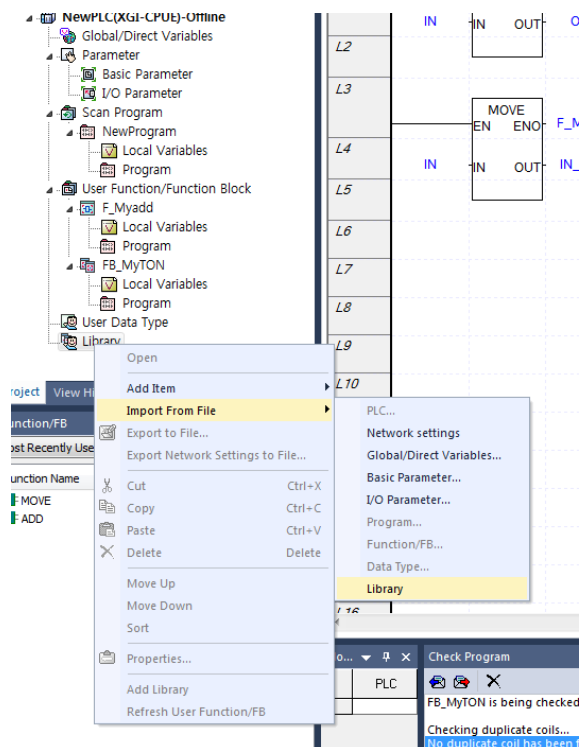 NewPLC(XGI-CPUE)-Offline
Global/Direct Variables
Parameter
Basic Parameter
I/O Parameter
Scan Program
NewProgram
Local Variables
Program
User Function/Function Block
F_Myadd
Local Variables
Program
FB_MyTON
Local Variables
Program
User Data Type
Library
roject
View Hi
unction/FB
ost Recently Use
unction Name
MOVE
ADD
Open
Add Item
Import From File
Export to File...
Export Network Settings to File...
Cut Ctrl+X
Copy Ctrl+C
Paste Ctrl+V
Delete Delete
Move Up
Move Down
Sort
Properties...
Add Library
Refresh User Function/FB
PLC...
Network settings
Global/Direct Variables...
Basic Parameter...
I/O Parameter...
Program...
Function/FB...
Data Type...
Library
IN IN OUT O
L2
L3
MOVE
EN ENO F_M
L4
IN IN OUT IN_
L5
L6
L7
L8
L9
L10
L16
o...
PLC
Check Program
FB_MyTON is being checked
Checking duplicate coils...
No duplicate coil has been f